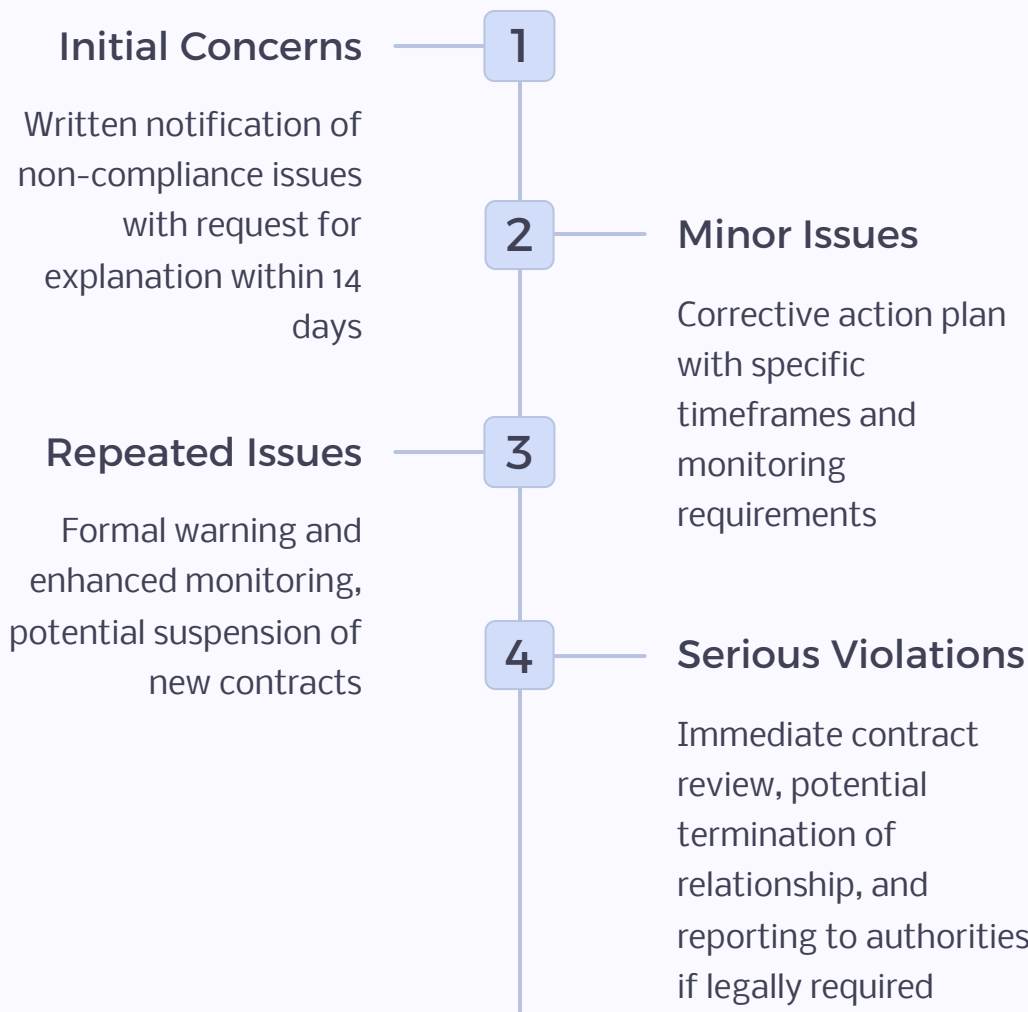 1
Initial Concerns
Written notification of
non-compliance issues
with request for
explanation within 14
days
2
Minor Issues
Corrective action plan
with specific
timeframes and
monitoring
requirements
3
Repeated Issues
Formal warning and
enhanced monitoring,
potential suspension of
new contracts
4
Serious Violations
Immediate contract
review, potential
termination of
relationship, and
reporting to authorities
if legally required